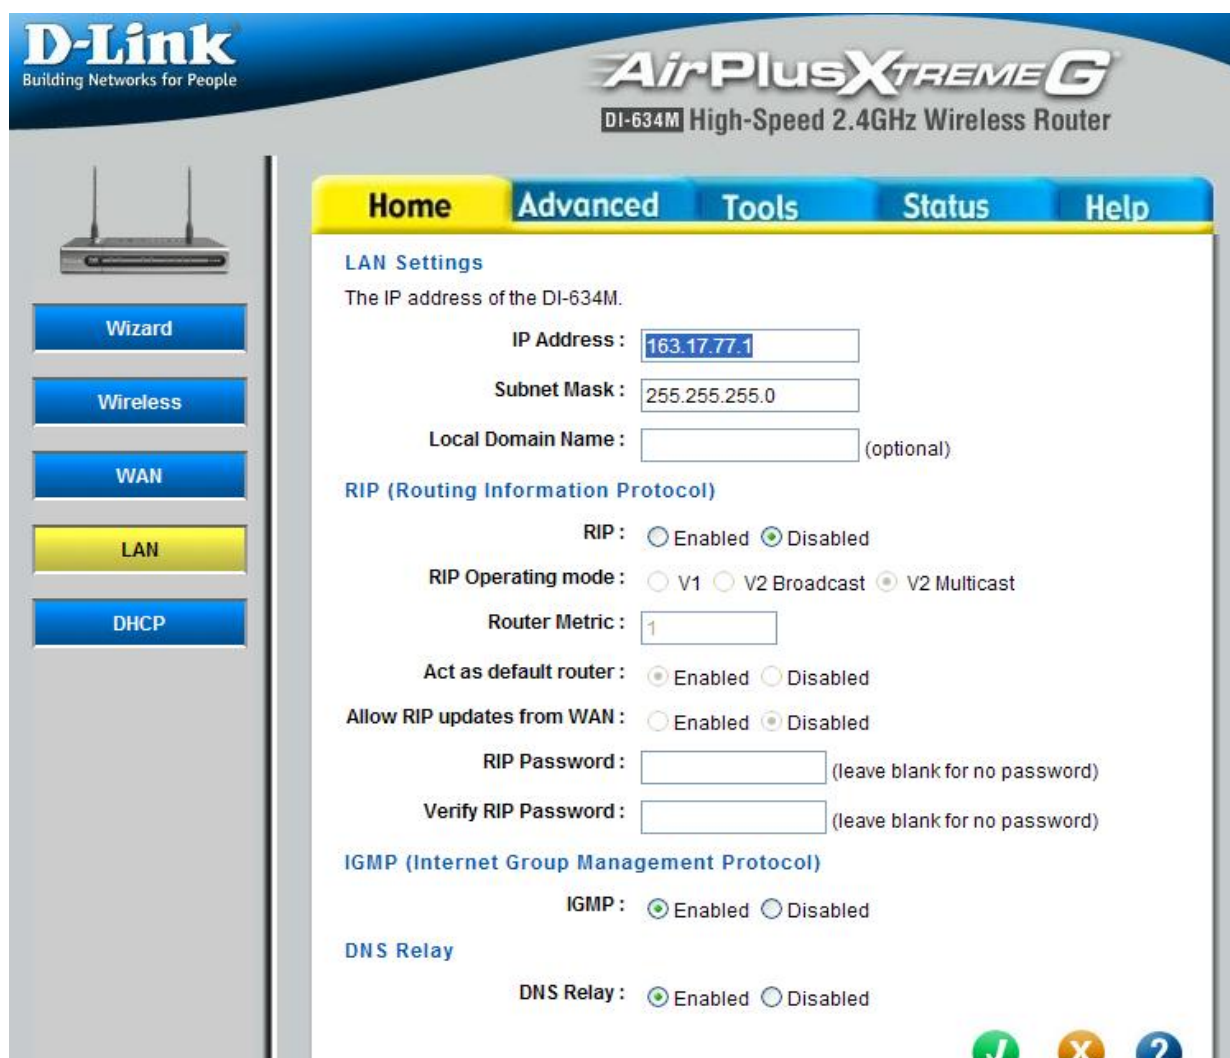 D-Link
Building Networks for People
AirPlusXTREMEG
DI-634M High-Speed 2.4GHz Wireless Router
Home Advanced Tools Status Help
Wizard
Wireless
WAN
LAN
DHCP
LAN Settings
The IP address of the DI-634M.
IP Address : 163.17.77.1
Subnet Mask : 255.255.255.0
Local Domain Name : (optional)
RIP (Routing Information Protocol)
RIP : Enabled Disabled
RIP Operating mode : V1 V2 Broadcast V2 Multicast
Router Metric : 1
Act as default router : Enabled Disabled
Allow RIP updates from WAN : Enabled Disabled
RIP Password : (leave blank for no password)
Verify RIP Password : (leave blank for no password)
IGMP (Internet Group Management Protocol)
IGMP : Enabled Disabled
DNS Relay
DNS Relay : Enabled Disabled
X ?